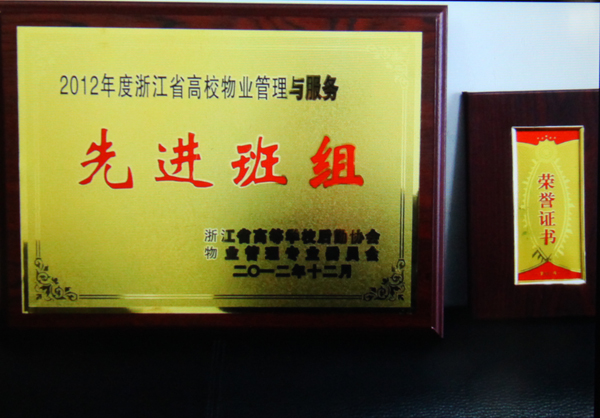 2012年度浙江省高校物业管理与服务
先进班组
浙江省高等学校后勤协会
物业管理专业委员会
二〇一二年十二月
荣誉证书